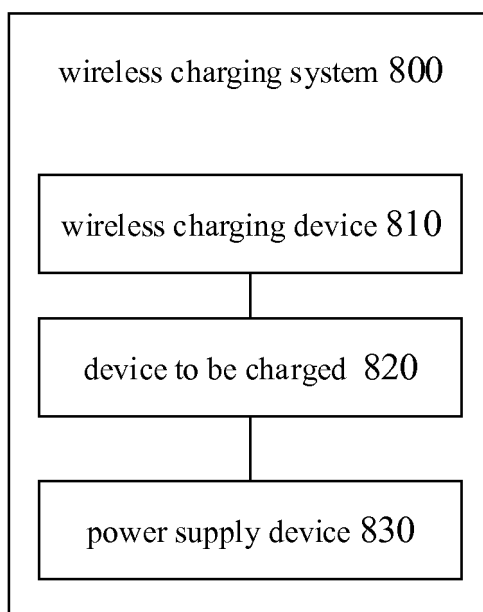 wireless charging system 800
wireless charging device 810
device to be charged 820
power supply device 830